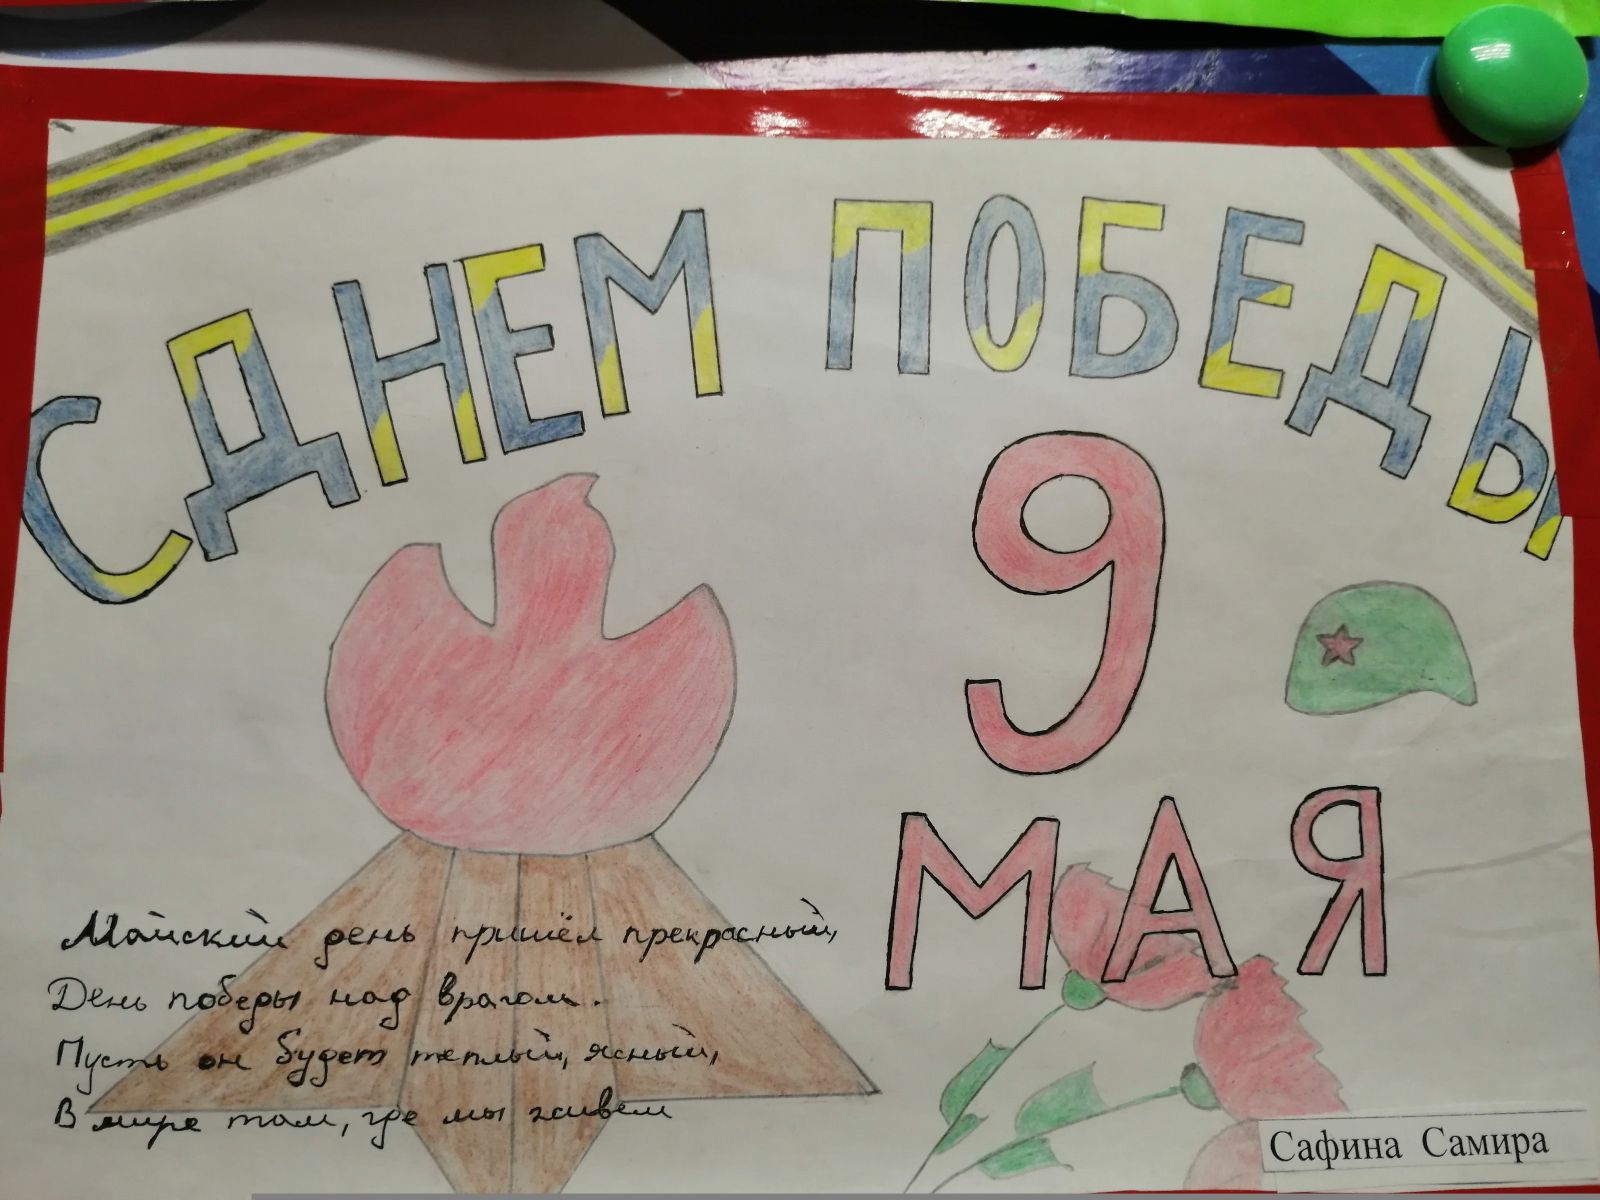 С ДНЕМ ПОБЕДЫ
9
МАЯ
Майский день пришёл прекрасный,
День победы над врагом.
Пусть он будет теплый, ясный,
В мире том, где мы живем
Сафина Самира